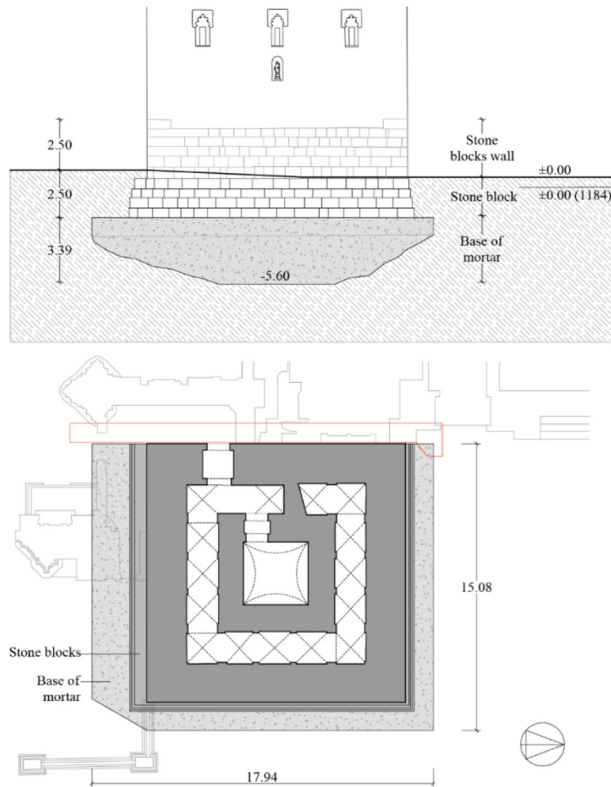 2.50
2.50
3.39
-5.60
Stone
blocks wall
±0.00
Stone block
±0.00 (1184)
Base of
mortar
15.08
Stone blocks
Base of
mortar
17.94